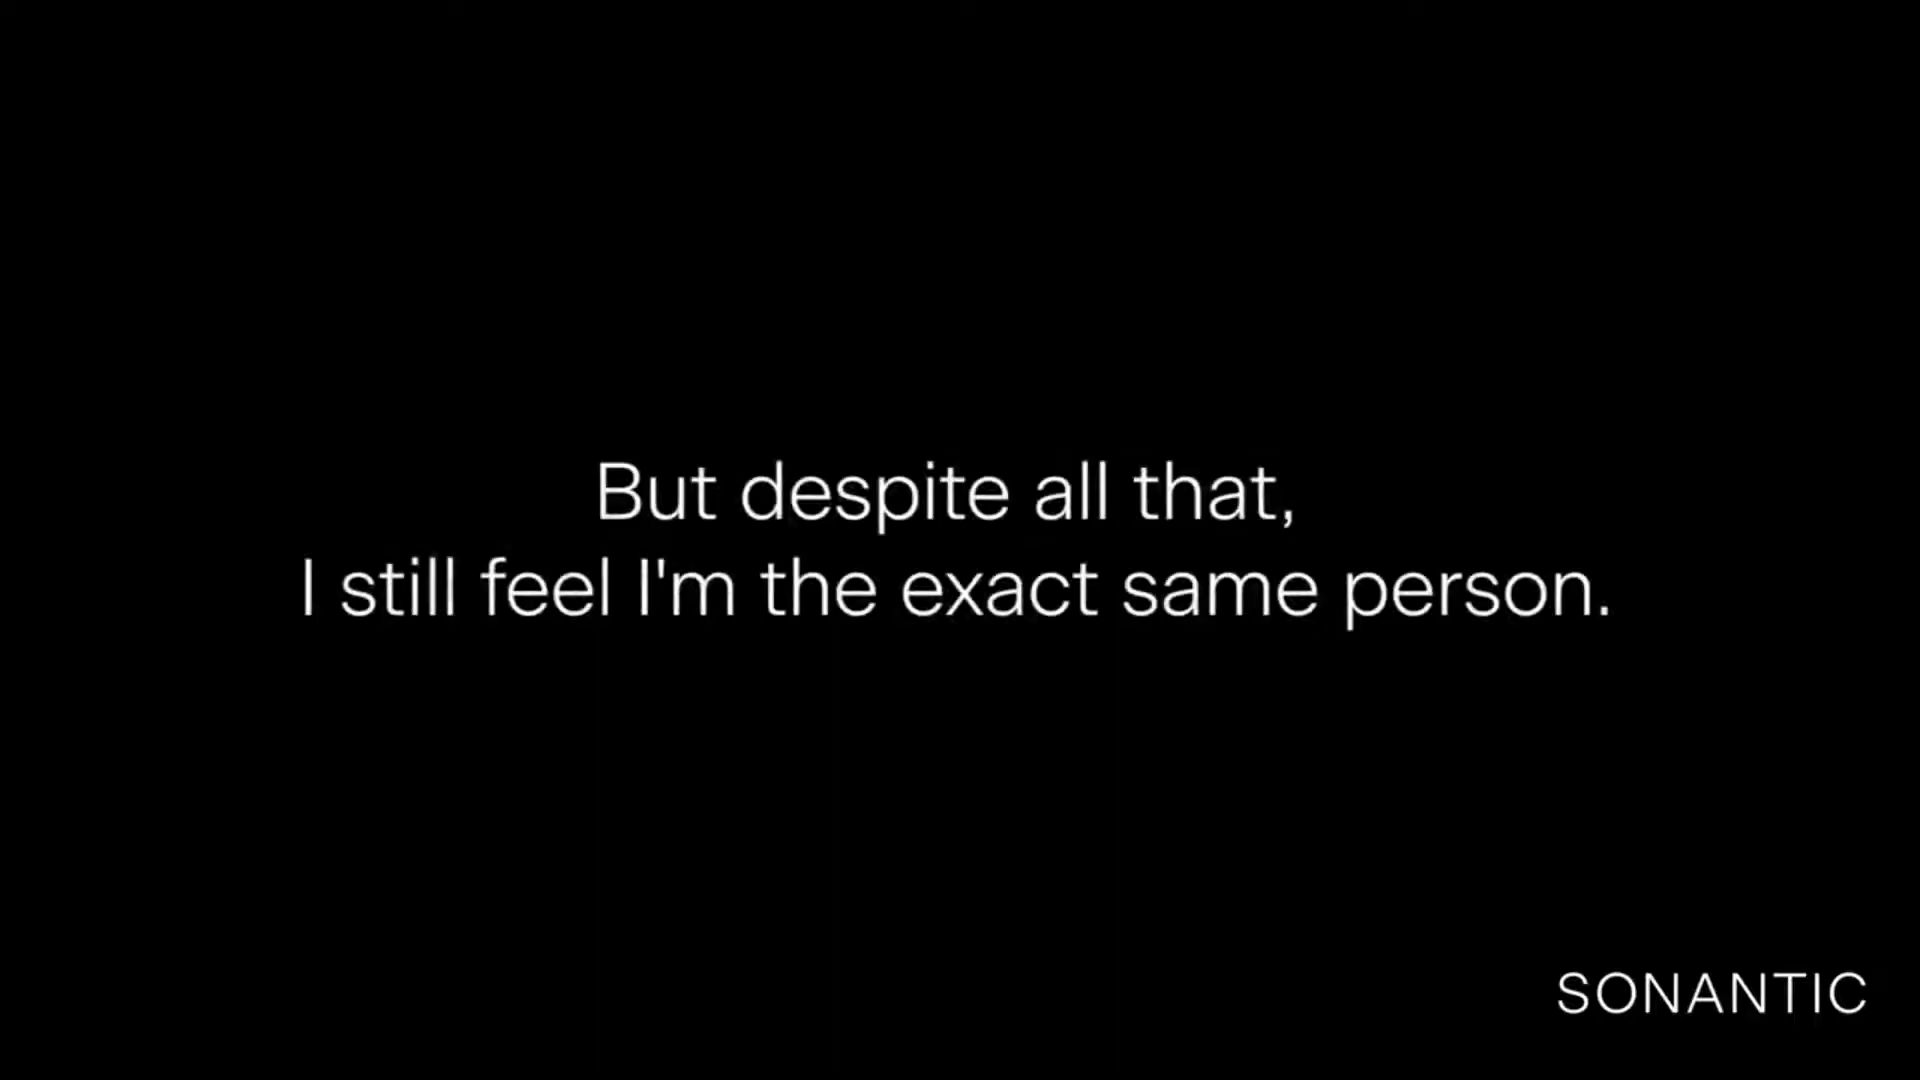 But despite all that,
I still feel I'm the exact same person.
SONANTIC